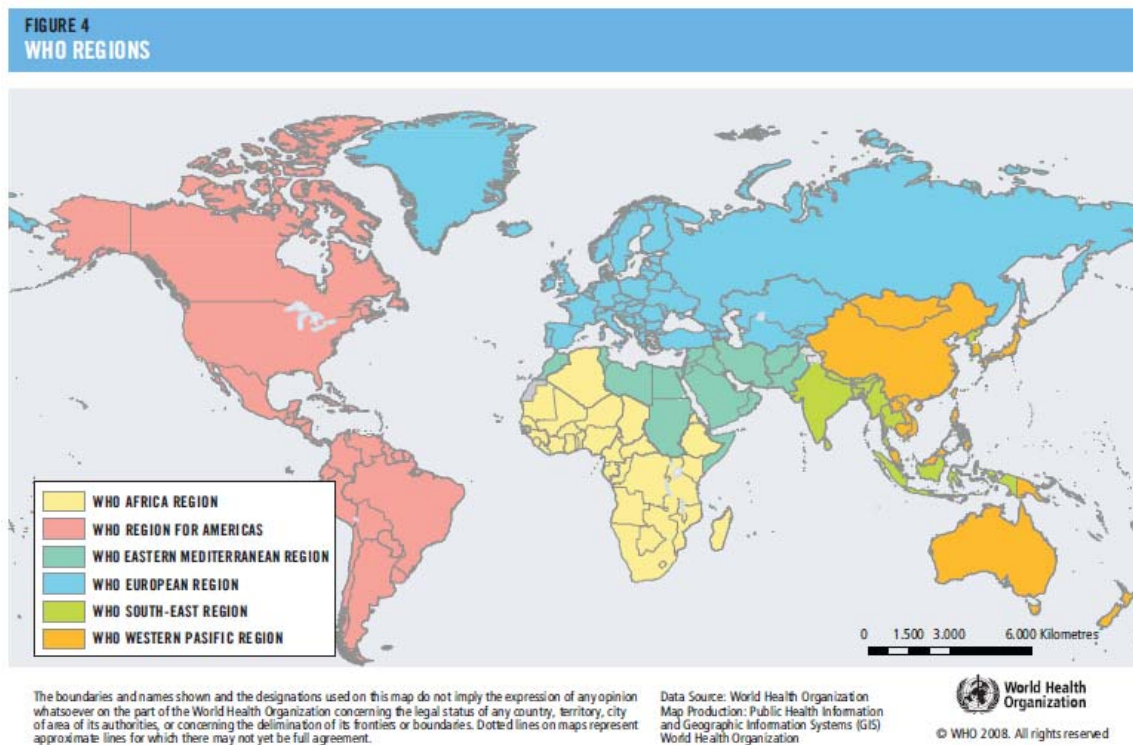 FIGURE 4
WHO REGIONS
WHO AFRICA REGION
WHO REGION FOR AMERICAS
WHO EASTERN MEDITERRANEAN REGION
WHO EUROPEAN REGION
WHO SOUTH-EAST REGION
WHO WESTERN PASIFIC REGION
0 1.500 3.000 6.000 Kilometres
The boundaries and names shown and the designations used on this map do not imply the expression of any opinion
whatsoever on the part of the World Health Organization concerning the legal status of any country, territory, city
of area of its authorities, or concerning the delimination of its frontiers or boundaries. Dotted lines on maps represent
approximate lines for which there may not yet be full agreement.
Data Source: World Health Organization
Map Production: Public Health Information
and Geographic Information Systems (GIS)
World Health Organization
World Health
Organization
© WHO 2008. All rights reserved